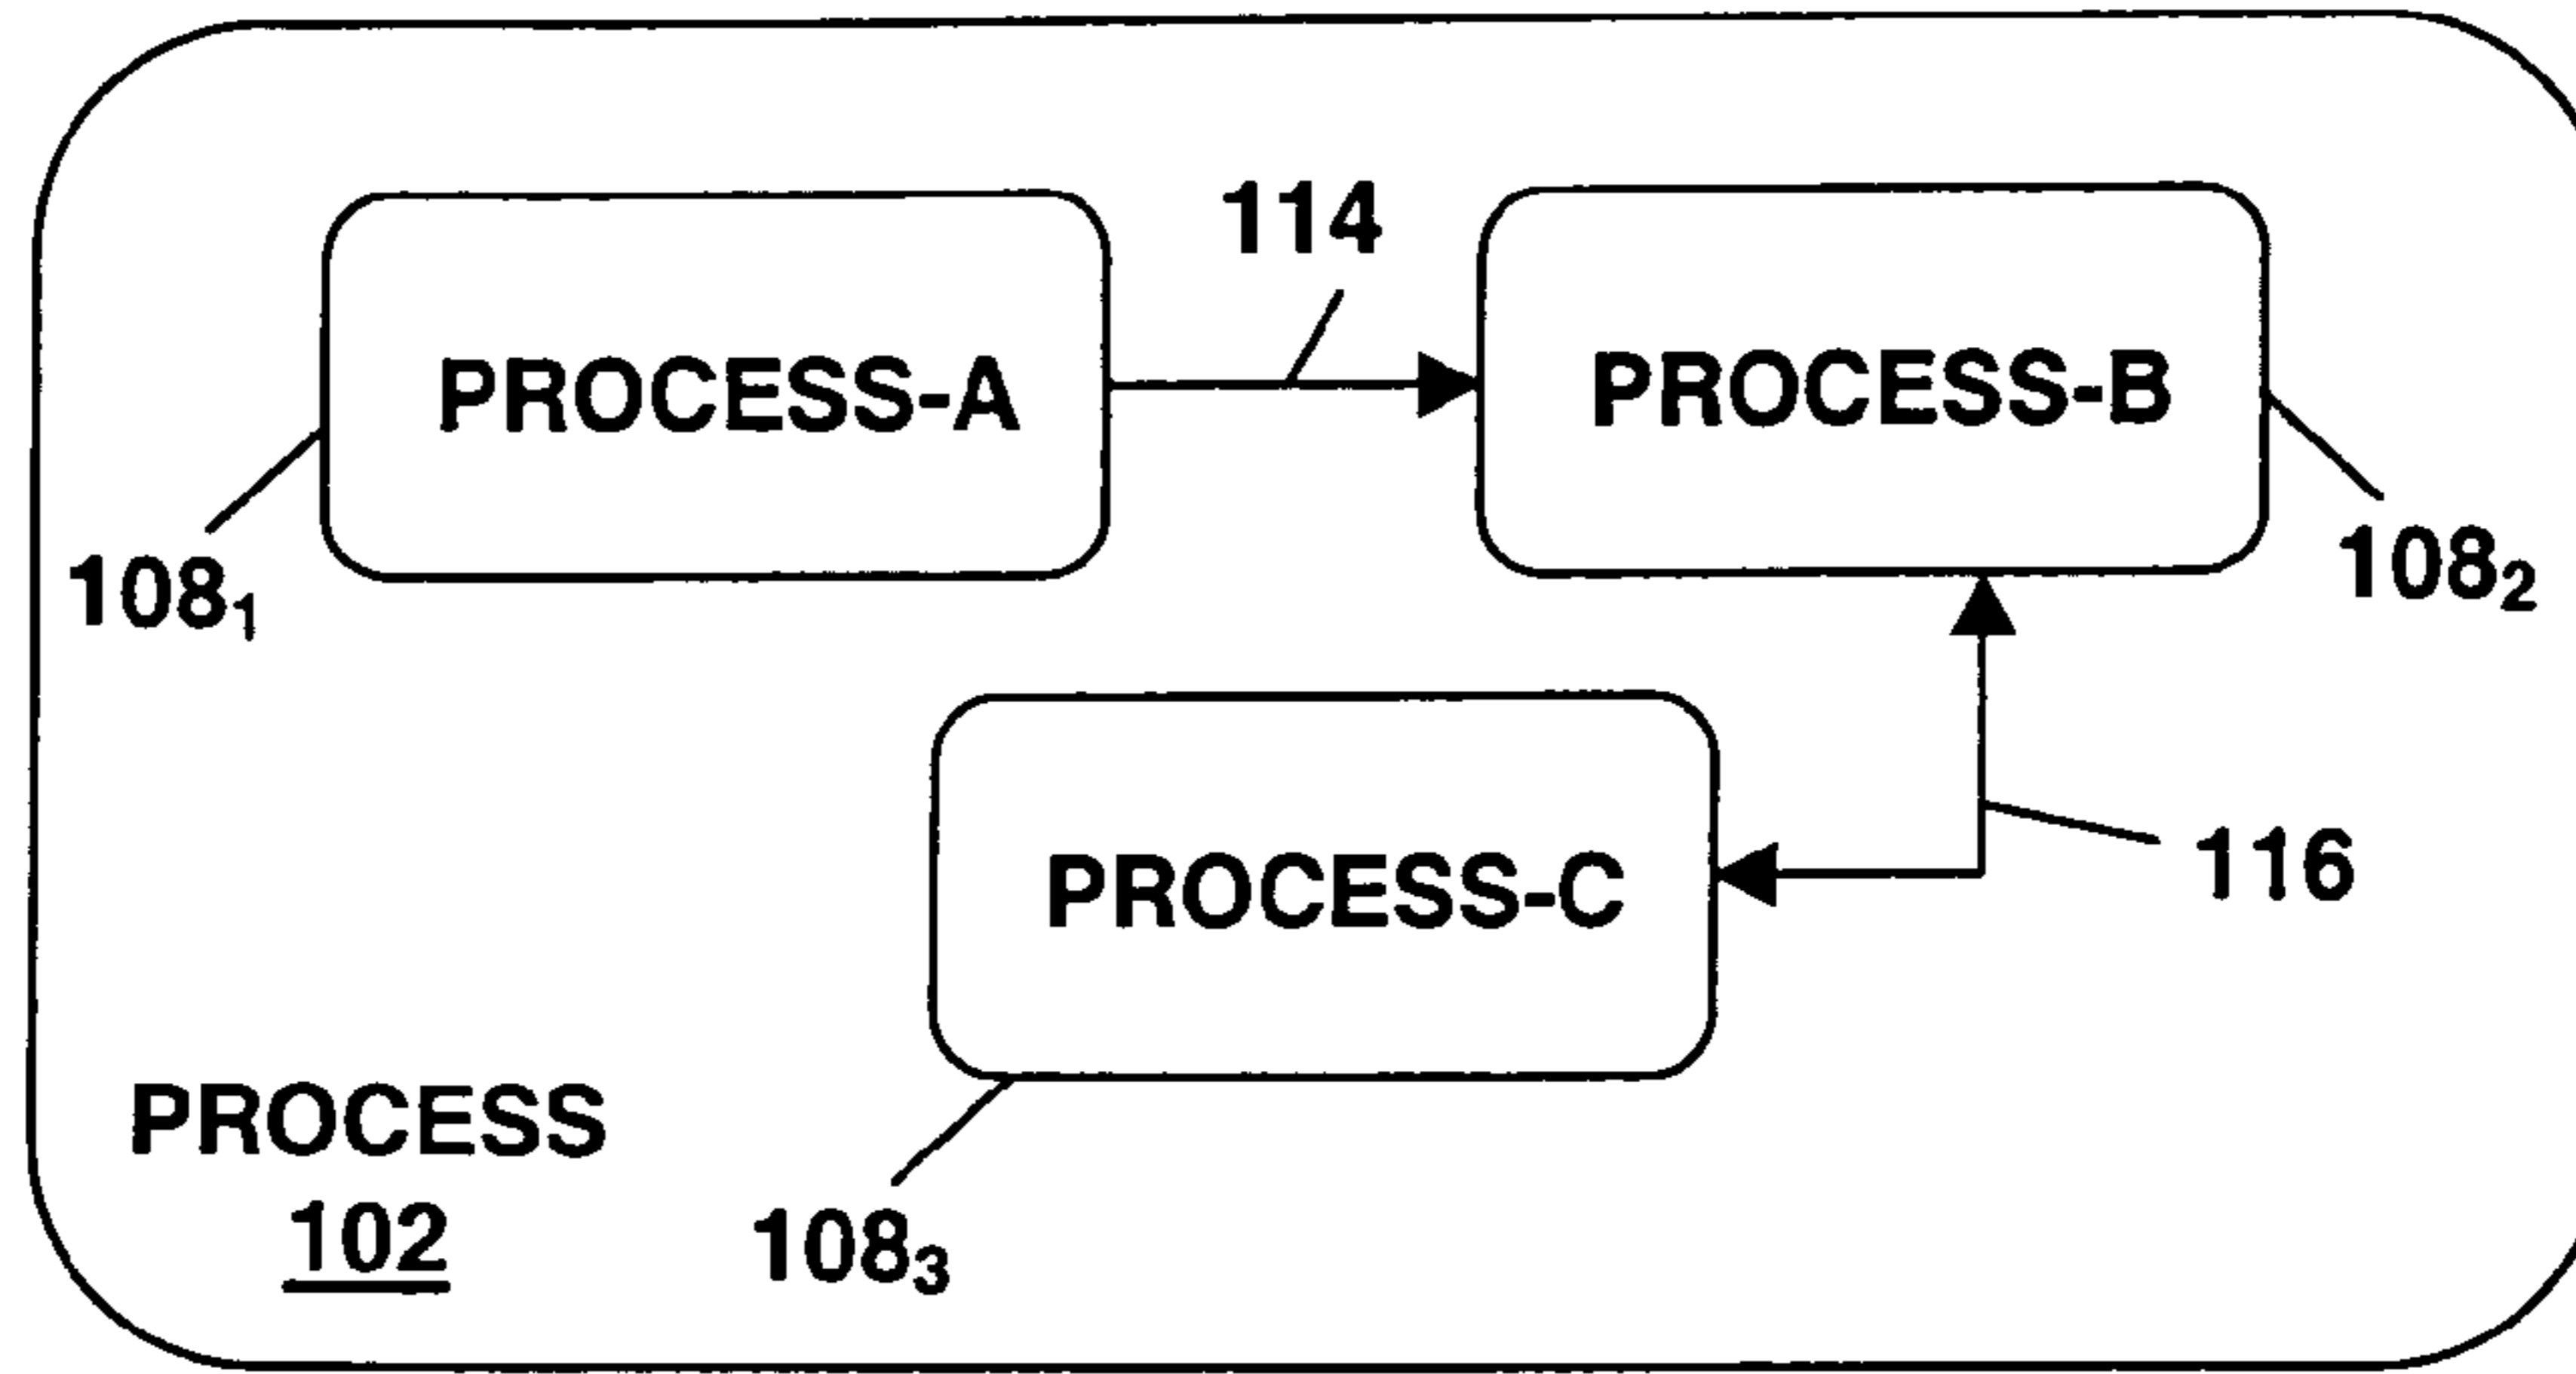 114
PROCESS-A
PROCESS-B
108₁
108₂
PROCESS-C
116
PROCESS
102
108₃